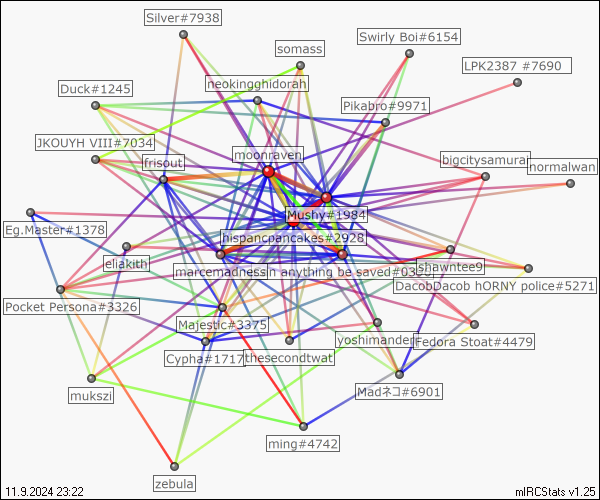 Silver#7938
Swirly Boi#6154
somass
LPK2387 #7690
neokingghidorah
Duck#1245
Pikabro#9971
JKOUYH VIII#7034
moonraven
frisout
bigcitysamurai
normalwan
Mushy#1984
Eg.Master#1378
hispancpancakes#2928
eliakith
marcemadness
In anything be saved#03
shawntee9
DacobDacob hORNY police#5271
Pocket Persona#3326
Majestic#3375
yoshimander
Fedora Stoat#4479
Cypha#1717
thesecondtwat
Madネコ#6901
mukszi
ming#4742
zebula
11.9.2024 23:22
mIRCStats v1.25